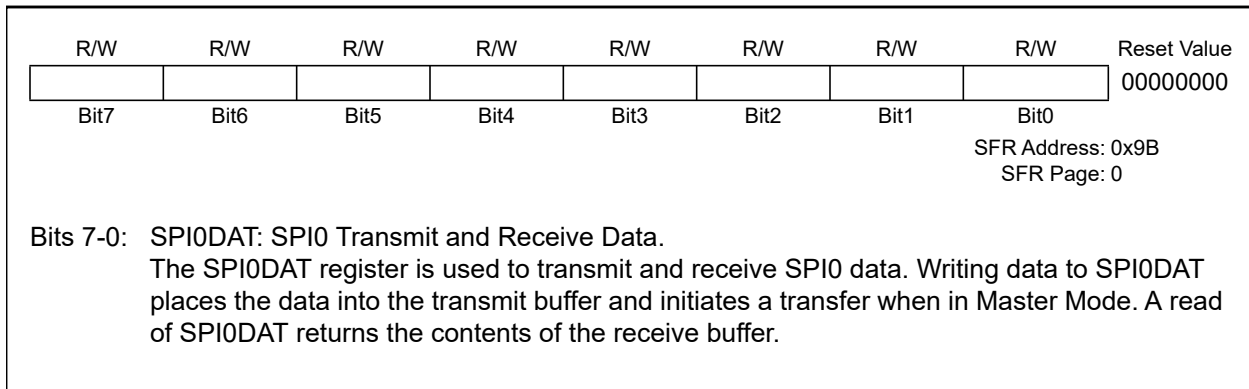 R/W R/W R/W R/W R/W R/W R/W R/W Reset Value
00000000
Bit7 Bit6 Bit5 Bit4 Bit3 Bit2 Bit1 Bit0
SFR Address: 0x9B
SFR Page: 0
Bits 7-0: SPI0DAT: SPI0 Transmit and Receive Data.
The SPI0DAT register is used to transmit and receive SPI0 data. Writing data to SPI0DAT
places the data into the transmit buffer and initiates a transfer when in Master Mode. A read
of SPI0DAT returns the contents of the receive buffer.